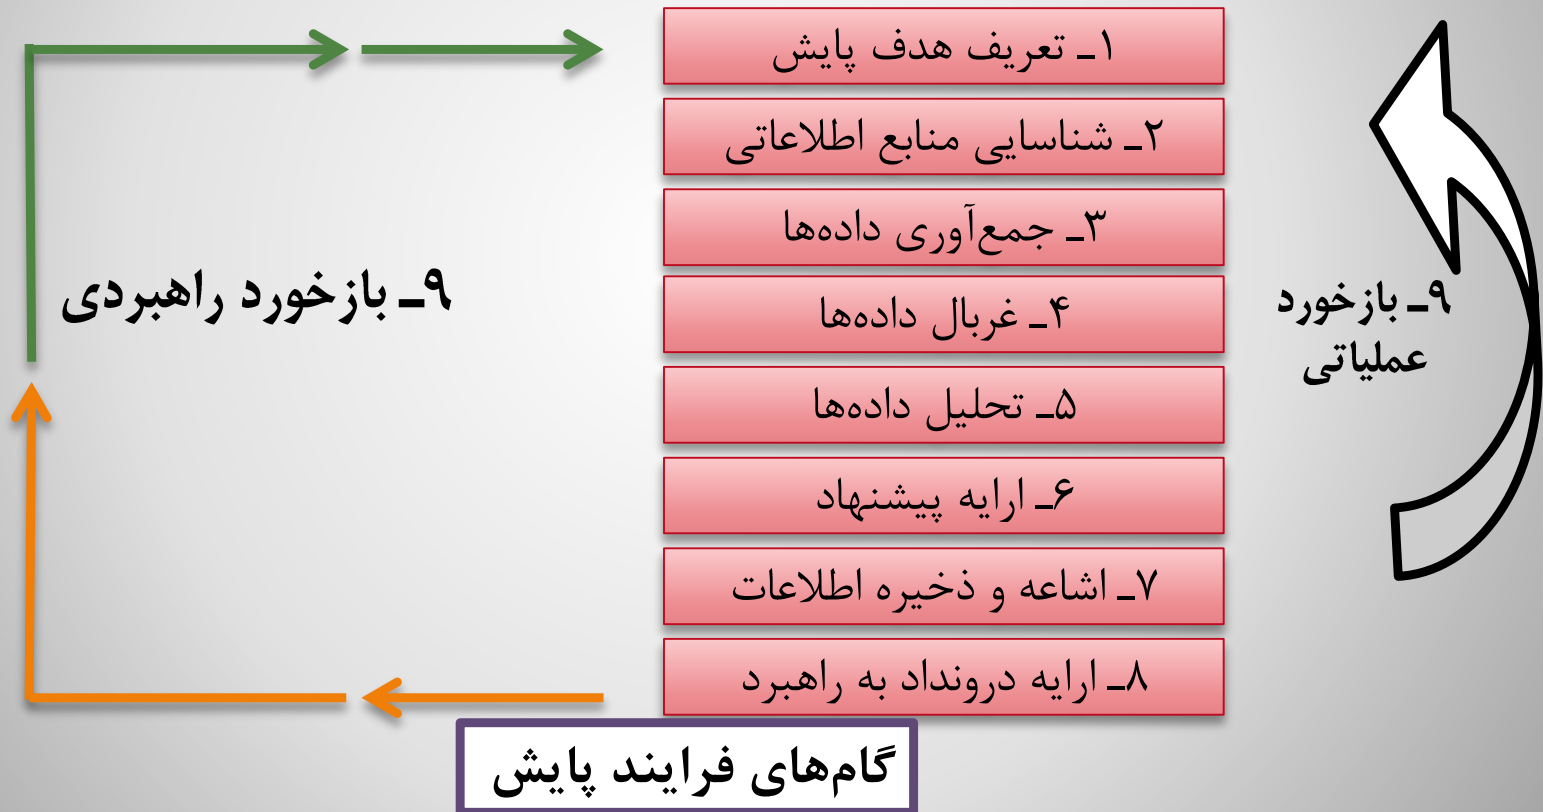 ۱ـ تعریف هدف پایش
۲ـ شناسایی منابع اطلاعاتی
۳ـ جمع‌آوری داده‌ها
۴ـ غربال داده‌ها
۵ـ تحلیل داده‌ها
۶ـ ارایه پیشنهاد
۷ـ اشاعه و ذخیره اطلاعات
۸ـ ارایه درونداد به راهبرد
۹ـ بازخورد
عملیاتی
۹ـ بازخورد راهبردی
گام‌های فرایند پایش